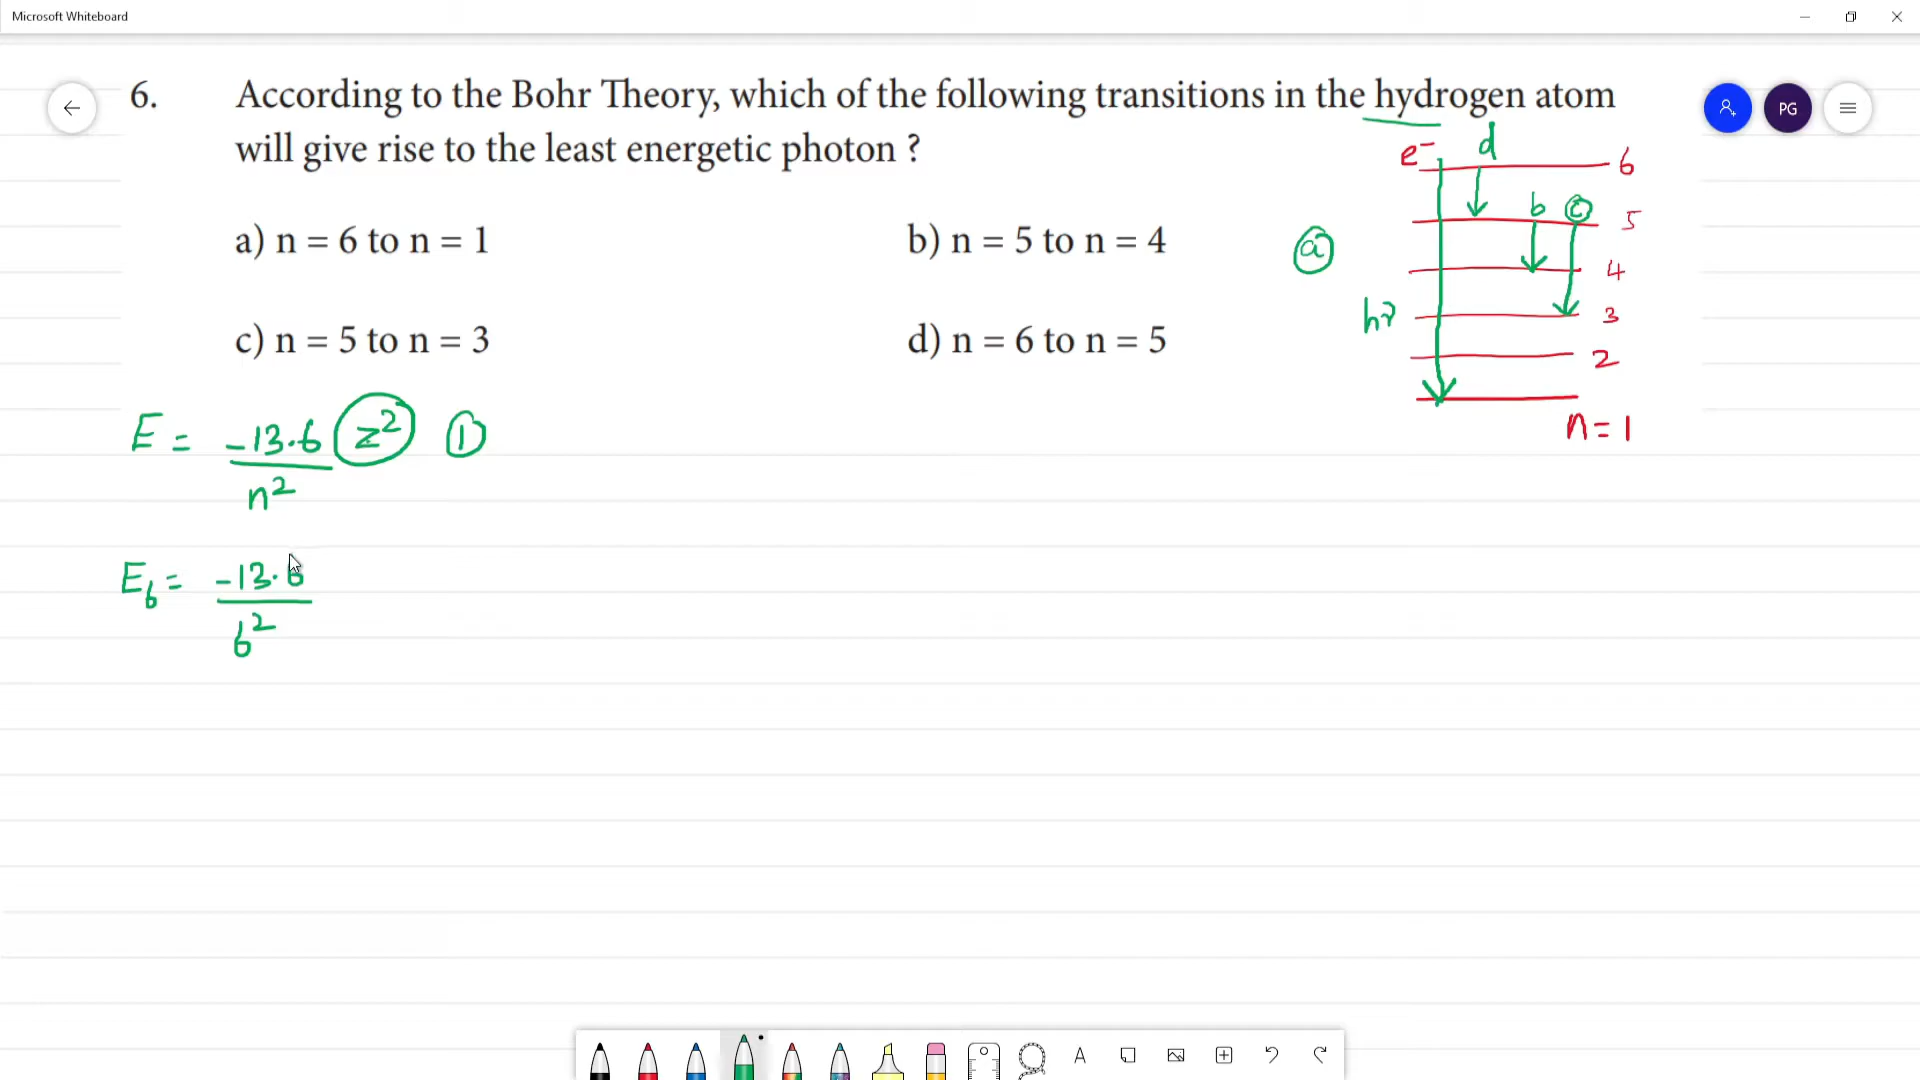 Microsoft Whiteboard
6. According to the Bohr Theory, which of the following transitions in the hydrogen atom
will give rise to the least energetic photon ?
a) n = 6 to n = 1
b) n = 5 to n = 4
c) n = 5 to n = 3
d) n = 6 to n = 5
e⁻ d 6
b c 5
a 4
hν 3
2
n = 1
E = -13.6 z² 1
n²
E₆ = -13.6
6²
PG
A